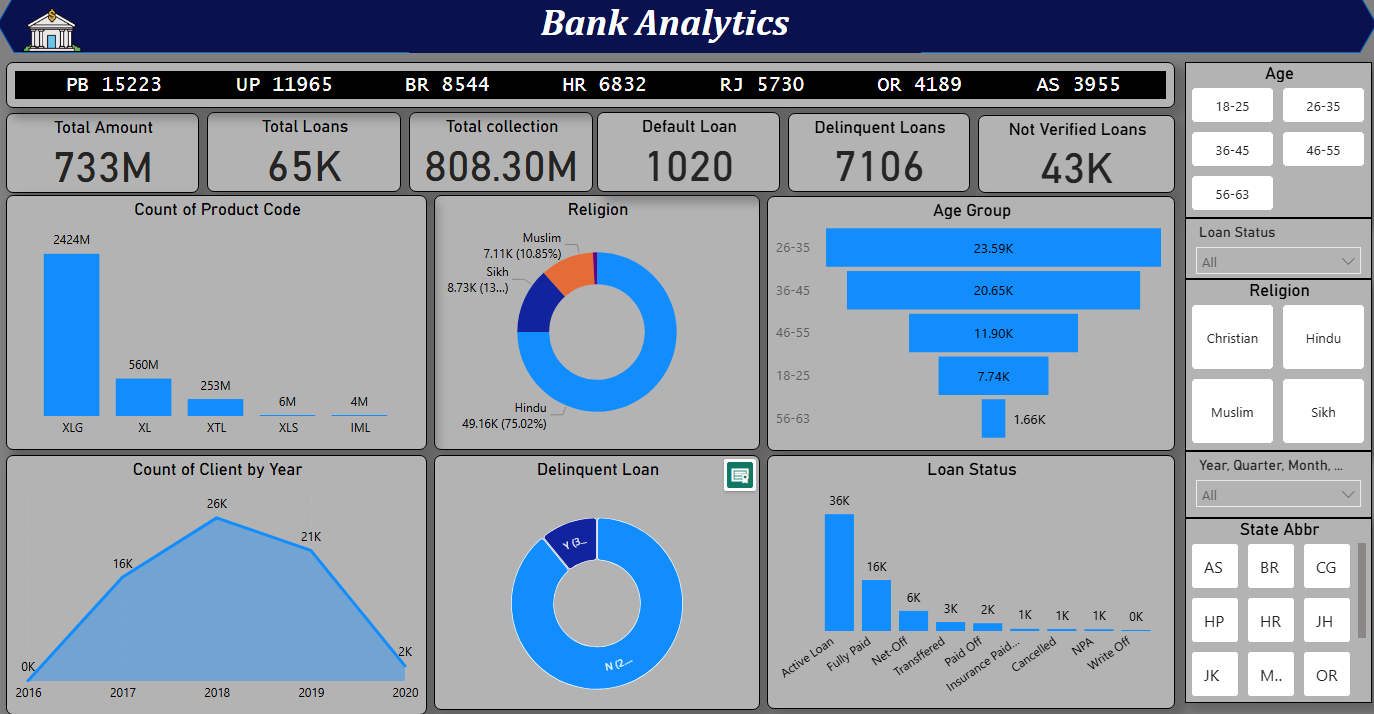 Bank Analytics
PB 15223 UP 11965 BR 8544 HR 6832 RJ 5730 OR 4189 AS 3955
Total Amount
733M
Total Loans
65K
Total collection
808.30M
Default Loan
1020
Delinquent Loans
7106
Not Verified Loans
43K
Count of Product Code
2424M
560M
253M
6M
4M
XLG XL XTL XLS IML
Religion
Muslim
7.11K (10.85%)
Sikh
8.73K (13...)
Hindu
49.16K (75.02%)
Age Group
26-35 23.59K
36-45 20.65K
46-55 11.90K
18-25 7.74K
56-63 1.66K
Count of Client by Year
0K
16K
26K
21K
2K
2016 2017 2018 2019 2020
Delinquent Loan
Y (3...
N (2....
Loan Status
36K
16K
6K
3K
2K
1K
1K
1K
0K
Active Loan
Fully Paid
Net-Off
Transffered
Paid Off
Insurance Paid...
Cancelled
NPA
Write Off
Age
18-25 26-35
36-45 46-55
56-63
Loan Status
All
Religion
Christian Hindu
Muslim Sikh
Year, Quarter, Month, ...
All
State Abbr
AS BR CG
HP HR JH
JK M.. OR